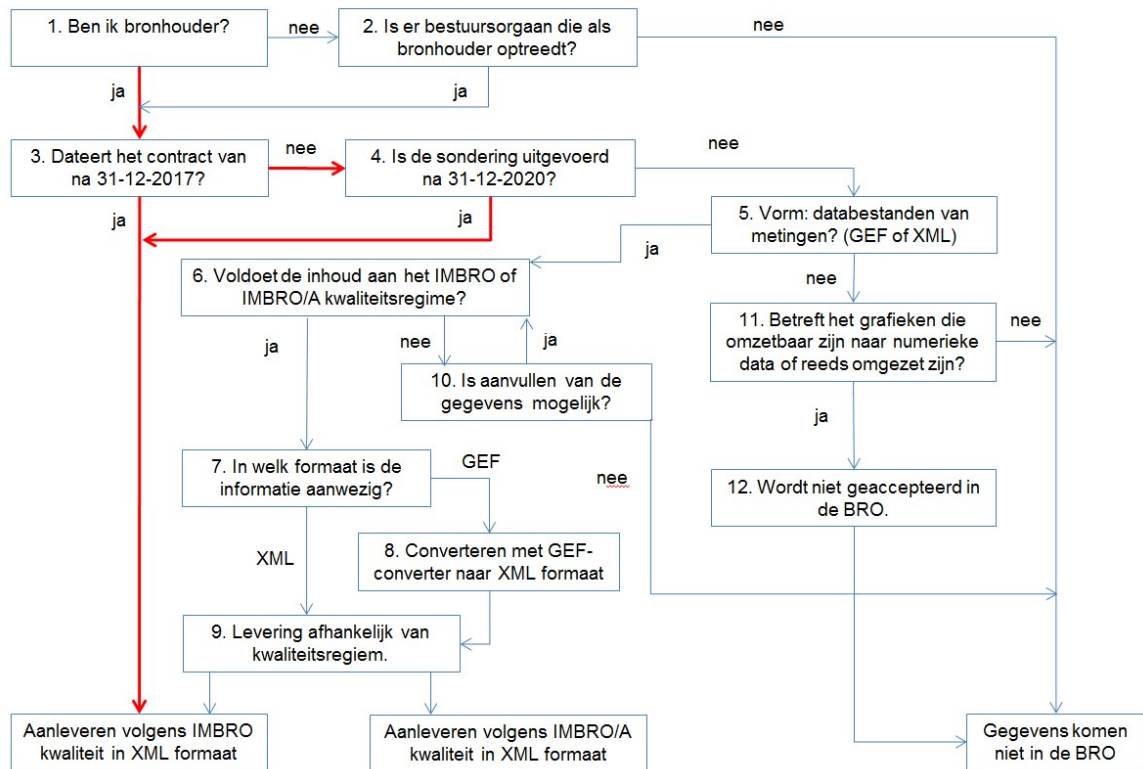 1. Ben ik bronhouder?
nee
2. Is er bestuursorgaan die als
bronhouder optreedt?
nee
ja
ja
3. Dateert het contract van
na 31-12-2017?
nee
4. Is de sondering uitgevoerd
na 31-12-2020?
nee
ja
ja
5. Vorm: databestanden van
metingen? (GEF of XML)
ja
nee
6. Voldoet de inhoud aan het IMBRO of
IMBRO/A kwaliteitsregime?
ja
nee
ja
11. Betreft het grafieken die
omzetbaar zijn naar numerieke
data of reeds omgezet zijn?
nee
ja
10. Is aanvullen van de
gegevens mogelijk?
nee
7. In welk formaat is de
informatie aanwezig?
GEF
XML
12. Wordt niet geaccepteerd in
de BRO.
8. Converteren met GEF-
converter naar XML formaat
9. Levering afhankelijk van
kwaliteitsregiem.
Aanleveren volgens IMBRO
kwaliteit in XML formaat
Aanleveren volgens IMBRO/A
kwaliteit in XML formaat
Gegevens komen
niet in de BRO